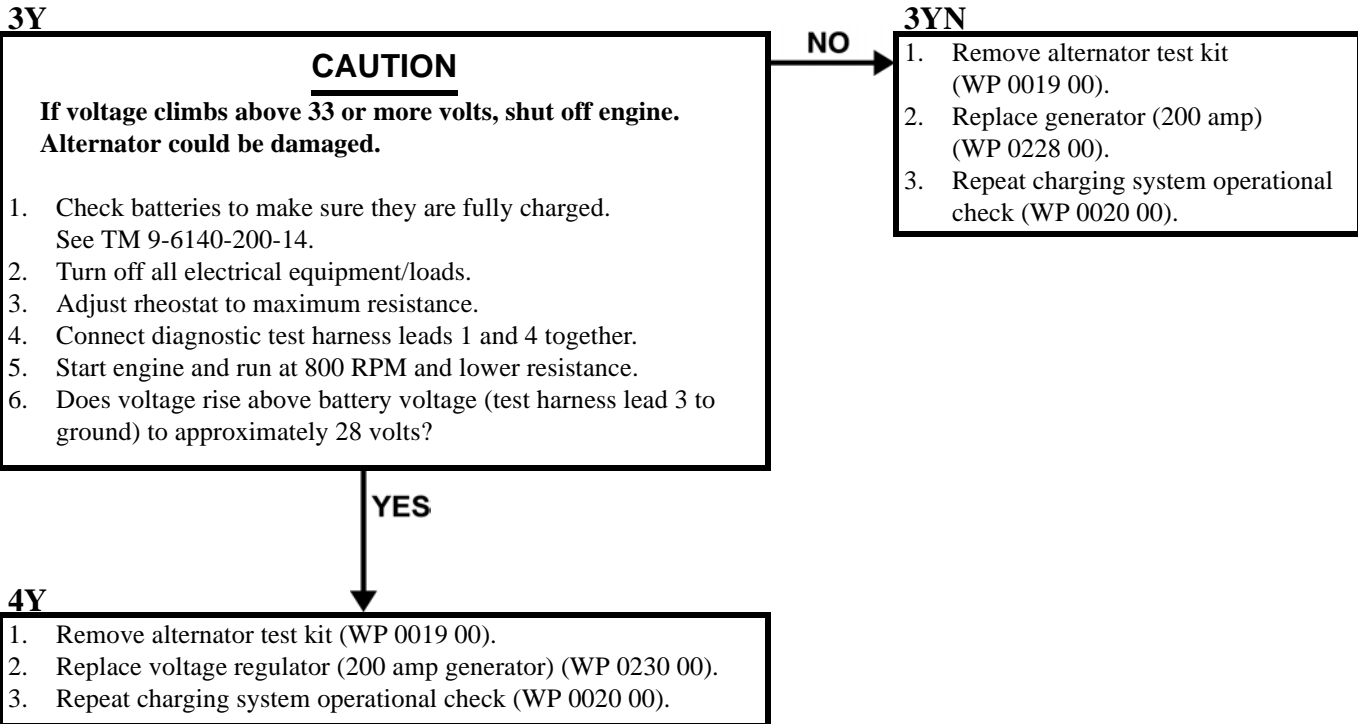 3Y
CAUTION
If voltage climbs above 33 or more volts, shut off engine.
Alternator could be damaged.
1. Check batteries to make sure they are fully charged.
See TM 9-6140-200-14.
2. Turn off all electrical equipment/loads.
3. Adjust rheostat to maximum resistance.
4. Connect diagnostic test harness leads 1 and 4 together.
5. Start engine and run at 800 RPM and lower resistance.
6. Does voltage rise above battery voltage (test harness lead 3 to
ground) to approximately 28 volts?
NO
3YN
1. Remove alternator test kit
(WP 0019 00).
2. Replace generator (200 amp)
(WP 0228 00).
3. Repeat charging system operational
check (WP 0020 00).
YES
4Y
1. Remove alternator test kit (WP 0019 00).
2. Replace voltage regulator (200 amp generator) (WP 0230 00).
3. Repeat charging system operational check (WP 0020 00).